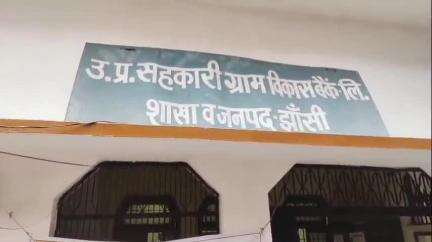 उ.प्र. सहकारी ग्राम विकास बैंक-लि.
शाखा व जनपद-झाँसी